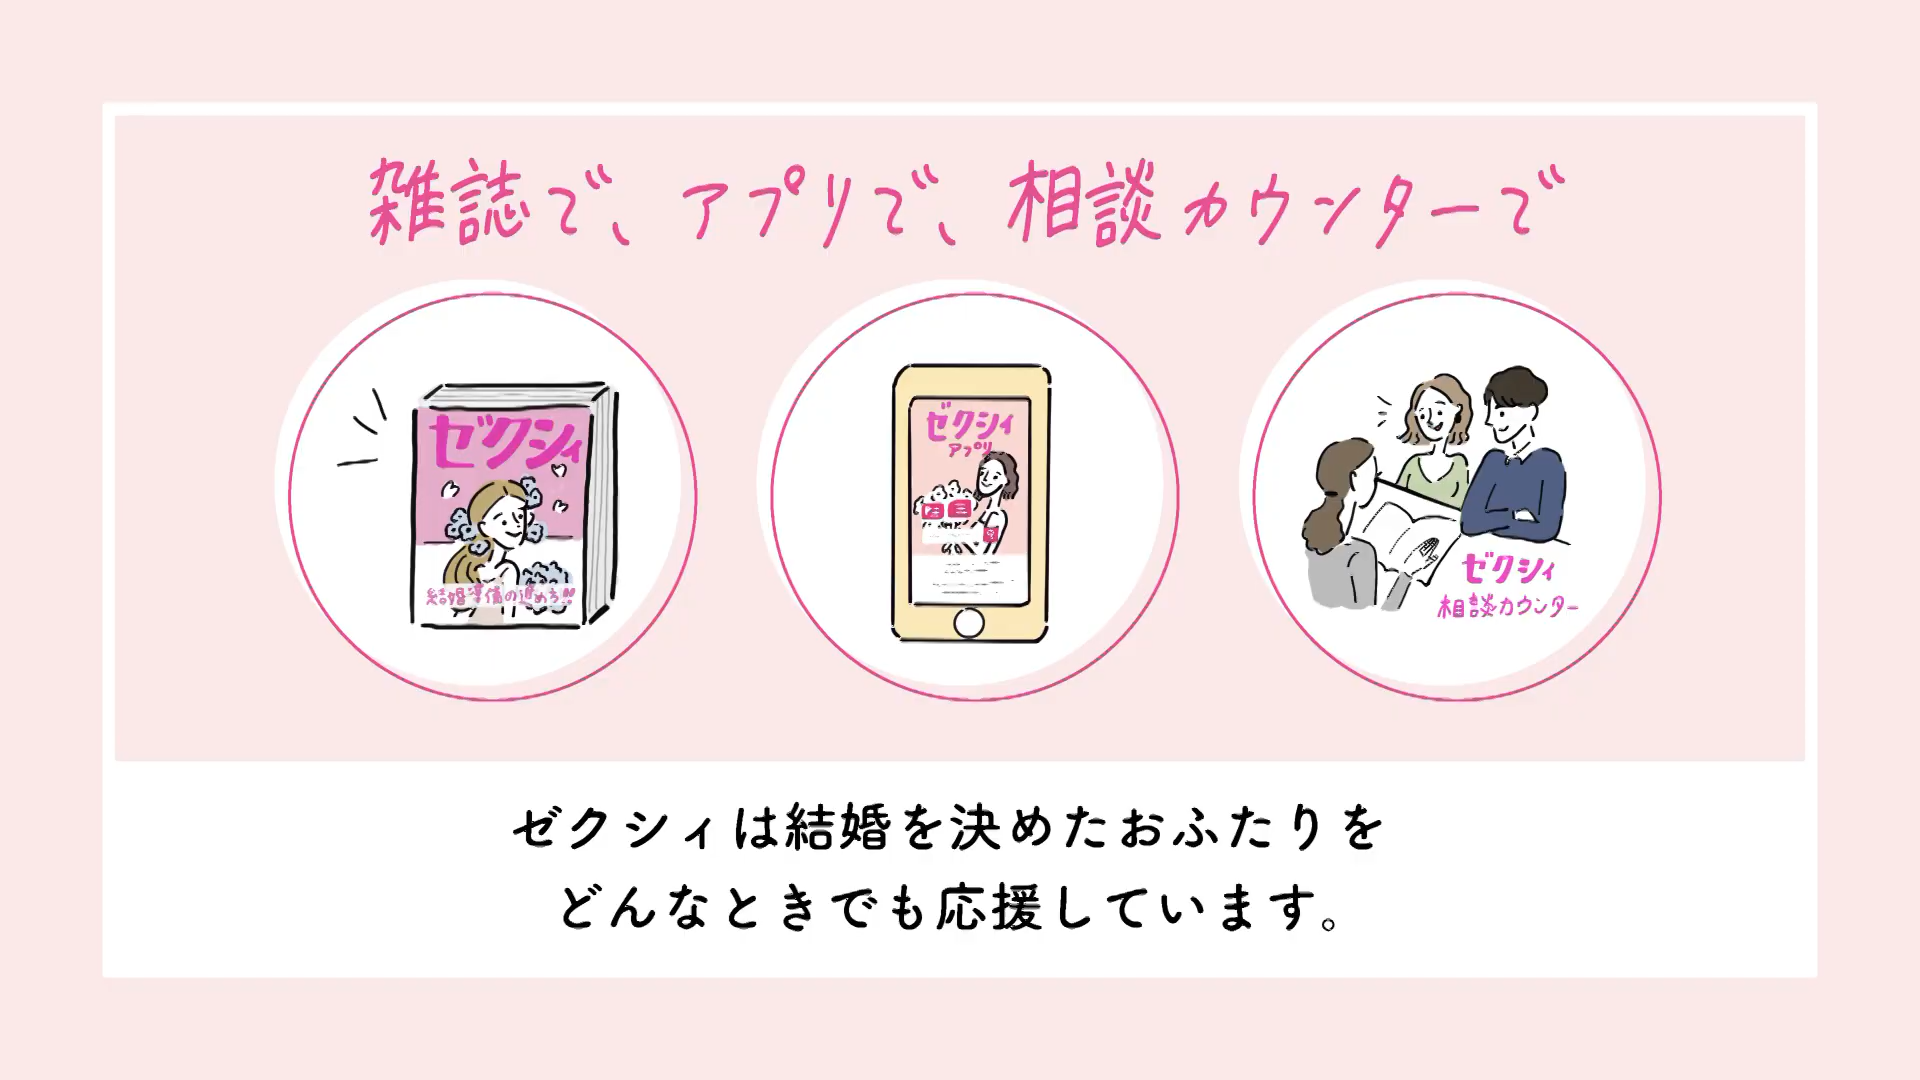 雑誌で、アプリで、相談カウンターで
ゼクシィ
結婚準備の進め方!!
ゼクシィ
アプリ
ゼクシィ
相談カウンター
ゼクシィは結婚を決めたおふたりを
どんなときでも応援しています。